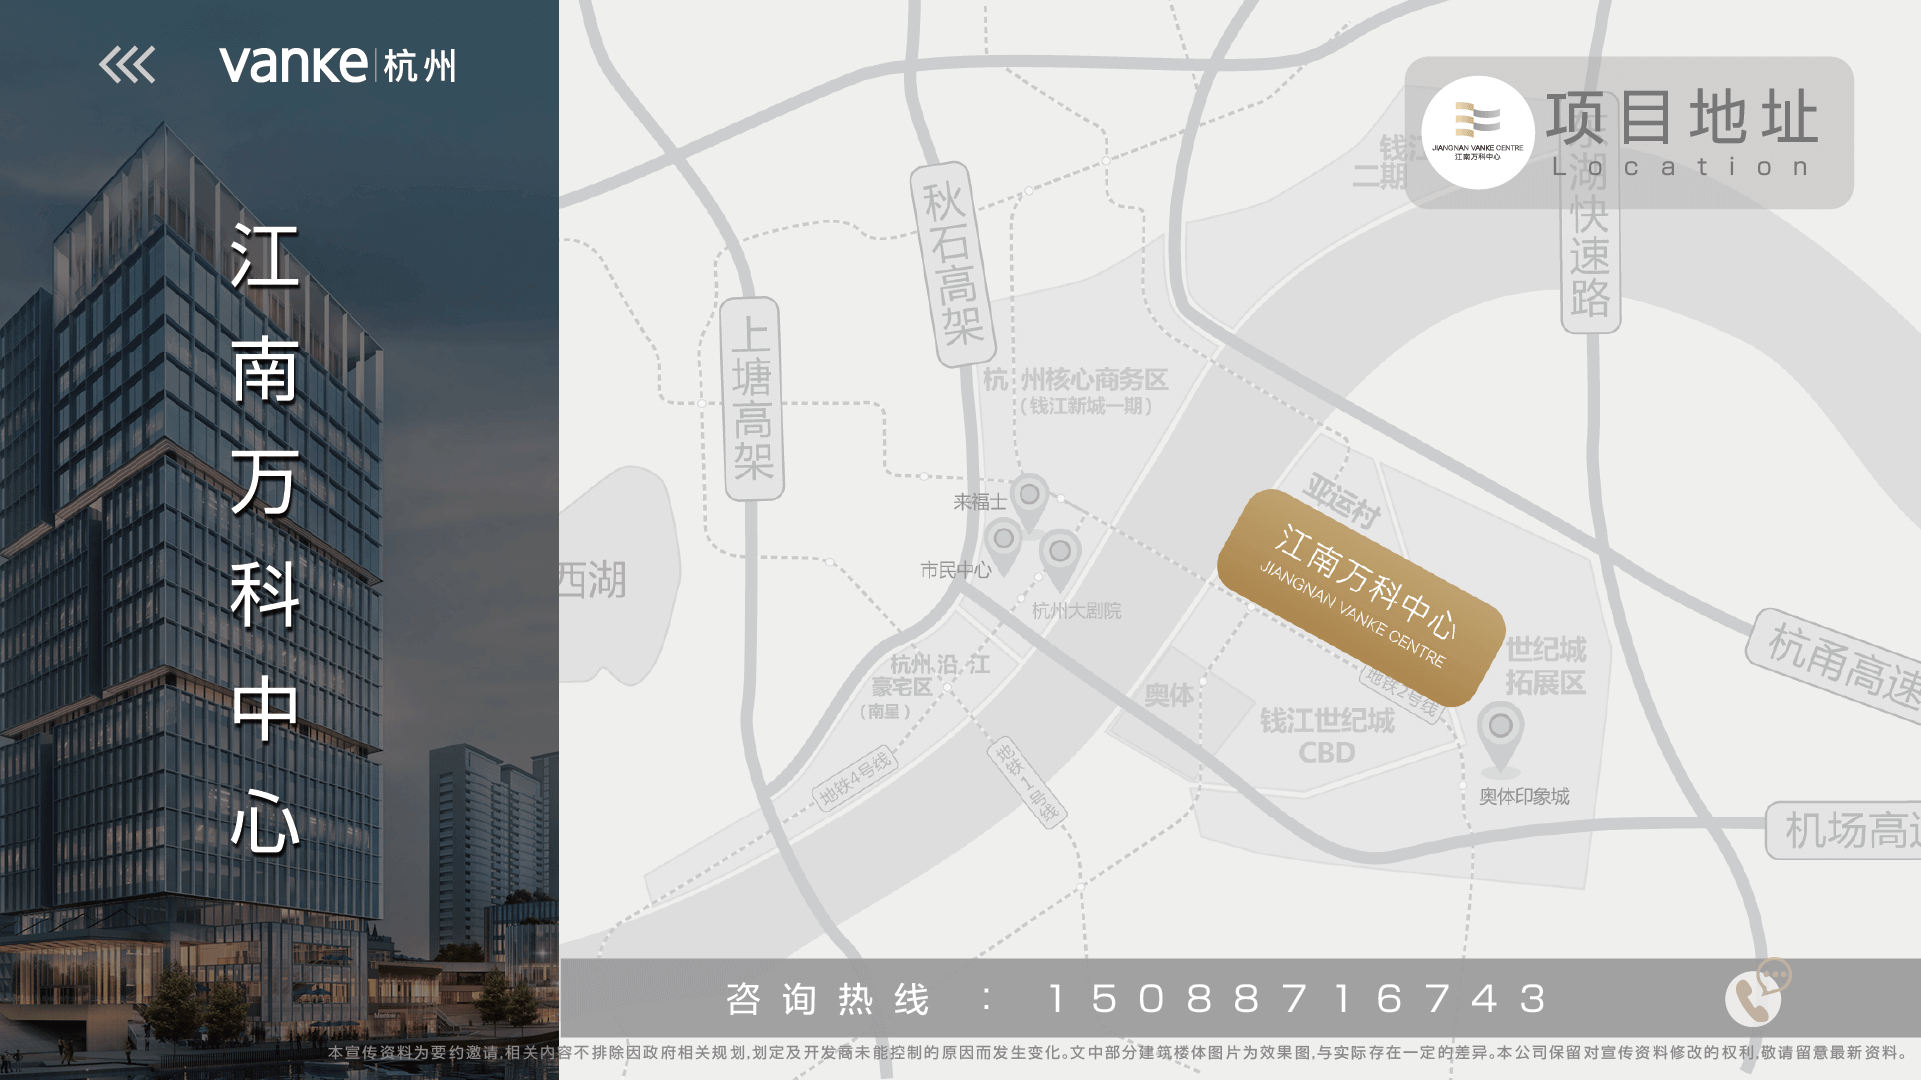 vanke 杭州
江南万科中心
JIANGNAN VANKE CENTRE
江南万科中心
项目地址
Location
钱江
二期
东湖快速路
秋石高架
上塘高架
杭 州核心商务区
(钱江新城一期)
亚运村
来福士
市民中心
杭州大剧院
西湖
江南万科中心
JIANGNAN VANKE CENTRE
世纪城
拓展区
杭甬高速
杭州 沿 江
豪宅区
(南星)
奥体
地铁2号线
钱江世纪城
CBD
地铁4号线
地铁1号线
奥体印象城
机场高速
咨询热线 : 15088716743
本宣传资料为要约邀请,相关内容不排除因政府相关规划,划定及开发商未能控制的原因而发生变化。文中部分建筑楼体图片为效果图,与实际存在一定的差异。本公司保留对宣传资料修改的权利,敬请留意最新资料。